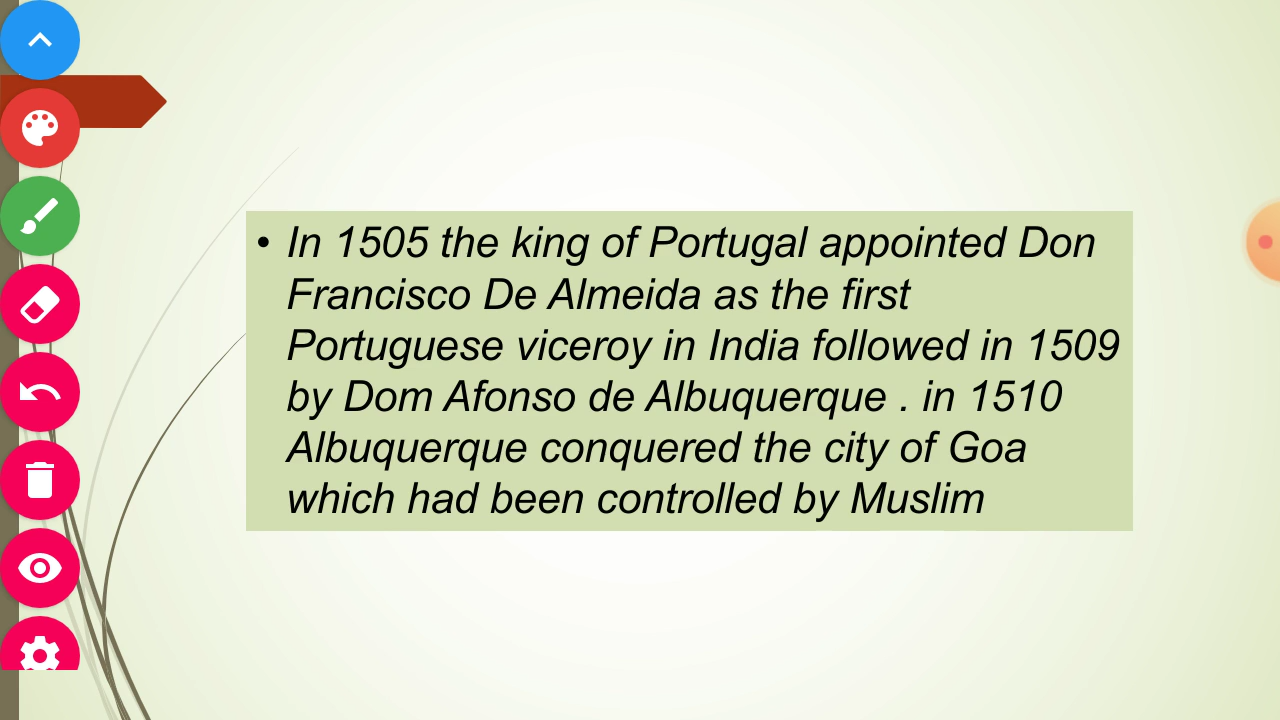 • In 1505 the king of Portugal appointed Don
Francisco De Almeida as the first
Portuguese viceroy in India followed in 1509
by Dom Afonso de Albuquerque . in 1510
Albuquerque conquered the city of Goa
which had been controlled by Muslim